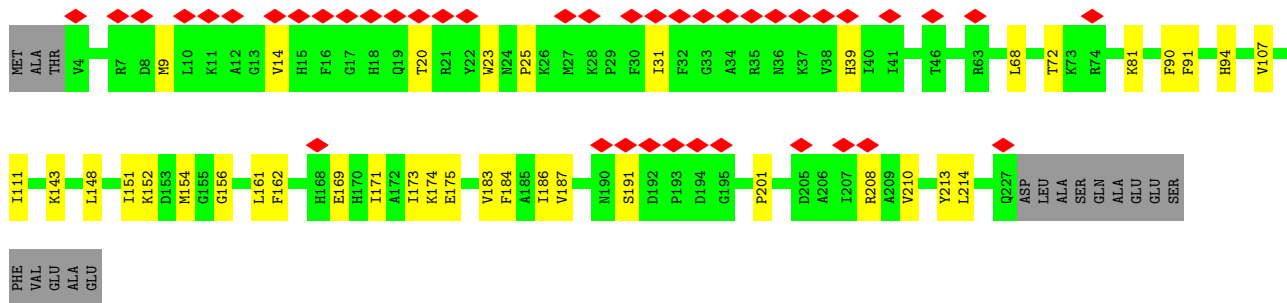 MET ALA THR V4 R7 D8 M9 L10 K11 A12 G13 V14 H15 F16 G17 H18 Q19 T20 R21 Y22 W23 N24 P25 K26 M27 K28 P29 F30 I31 F32 G33 A34 R35 N36 K37 V38 H39 I40 I41 T46 R63 L68 T72 K73 R74 K81 F90 F91 H94 V107
I111 K143 L148 I151 K152 D153 M154 G155 G156 L161 F162 H168 E169 H170 I171 A172 I173 K174 E175 V183 F184 A185 I186 V187 N190 S191 D192 P193 D194 G195 P201 D205 A206 I207 R208 A209 V210 Y213 L214 Q227 ASP LEU ALA SER GLN ALA GLU GLU SER
PHE VAL GLU ALA GLU